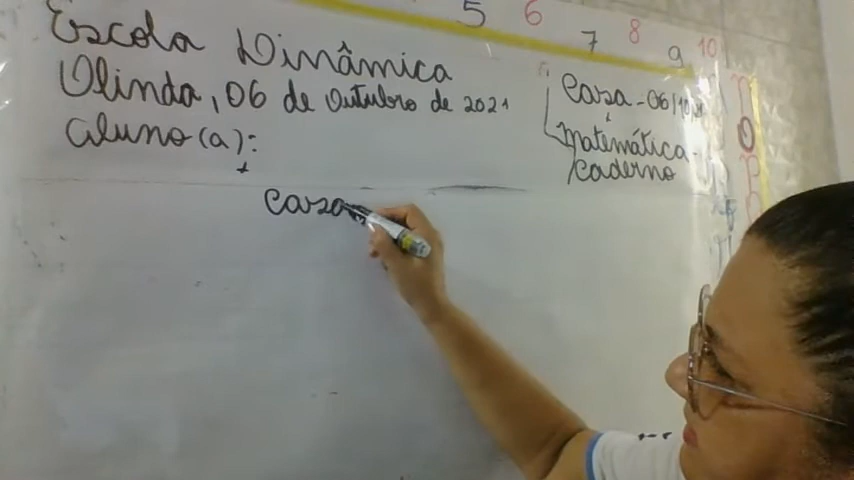 5 6 7 8 9 10
Escola Dinâmica
Olinda, 06 de Outubro de 2021
Aluno(a):
Casa - 06/10/21
Matemática -
Caderno
Casa